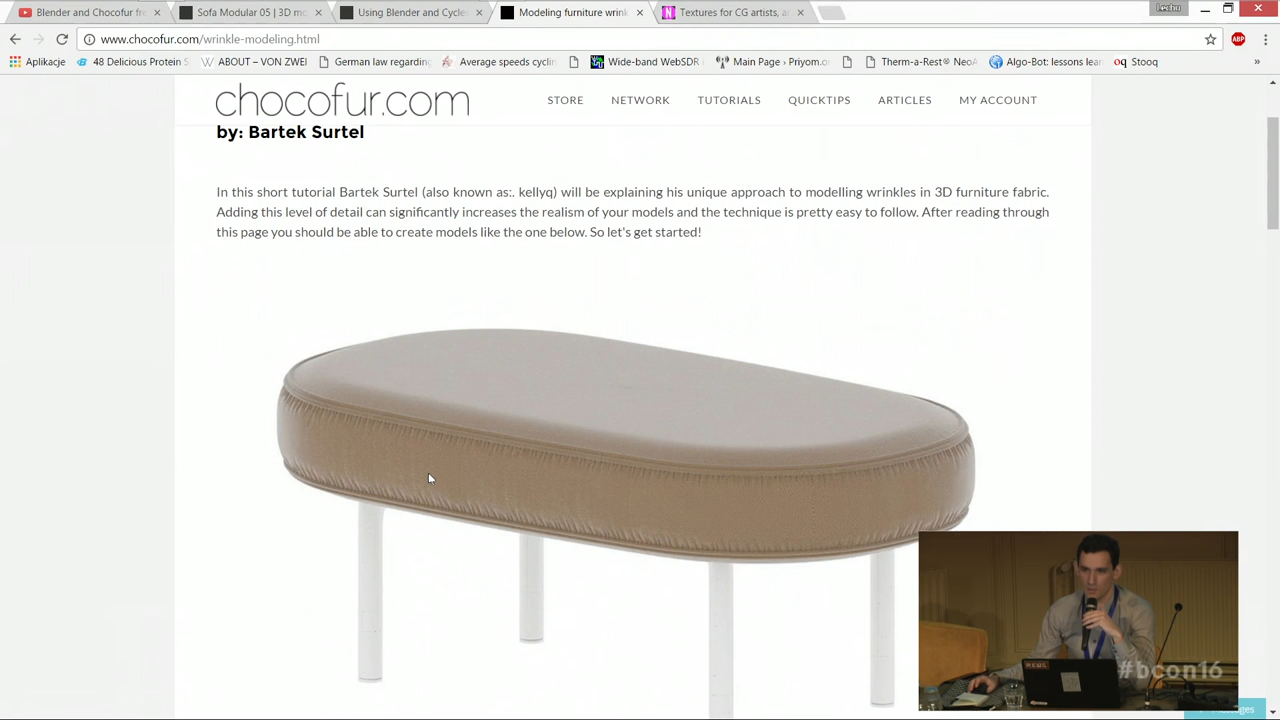 Blender and Chocofur fr
Sofa Modular 05 | 3D mo
Using Blender and Cycles
Modeling furniture wrink
Textures for CG artists, a
Lechu
www.chocofur.com/wrinkle-modeling.html
ABP
Aplikacje
48 Delicious Protein S
ABOUT – VON ZWEI
German law regarding
Average speeds cyclin
Wide-band WebSDR
Main Page › Priyom.o
Therm-a-Rest® NeoA
Algo-Bot: lessons lear
oq Stooq
»
chocofur.com
STORE NETWORK TUTORIALS QUICKTIPS ARTICLES MY ACCOUNT
by: Bartek Surtel
In this short tutorial Bartek Surtel (also known as:. kellyq) will be explaining his unique approach to modelling wrinkles in 3D furniture fabric.
Adding this level of detail can significantly increases the realism of your models and the technique is pretty easy to follow. After reading through
this page you should be able to create models like the one below. So let's get started!
#bcon16